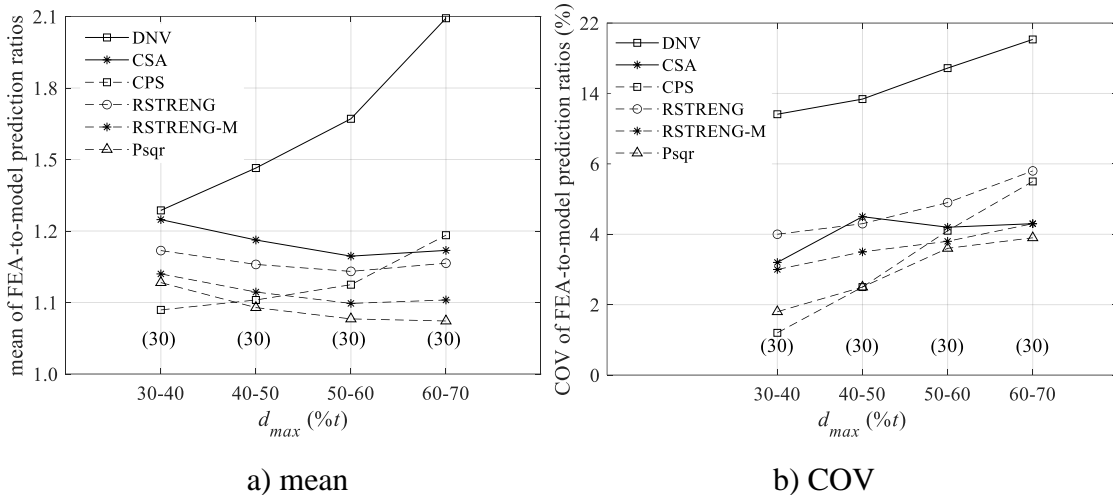 mean of FEA-to-model prediction ratios
2.1
1.8
1.5
1.2
1.1
1.0
DNV
CSA
CPS
RSTRENG
RSTRENG-M
Psqr
(30) (30) (30) (30)
30-40 40-50 50-60 60-70
d_max (%t)
a) mean
COV of FEA-to-model prediction ratios (%)
22
14
6
4
2
0
DNV
CSA
CPS
RSTRENG
RSTRENG-M
Psqr
(30) (30) (30) (30)
30-40 40-50 50-60 60-70
d_max (%t)
b) COV